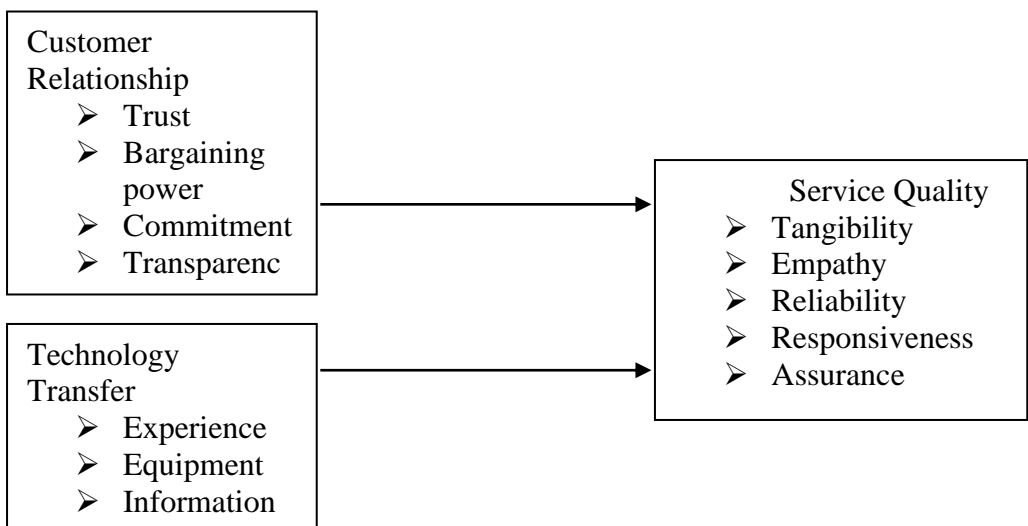 Customer
Relationship
➢ Trust
➢ Bargaining
power
➢ Commitment
➢ Transparenc
Service Quality
➢ Tangibility
➢ Empathy
➢ Reliability
➢ Responsiveness
➢ Assurance
Technology
Transfer
➢ Experience
➢ Equipment
➢ Information